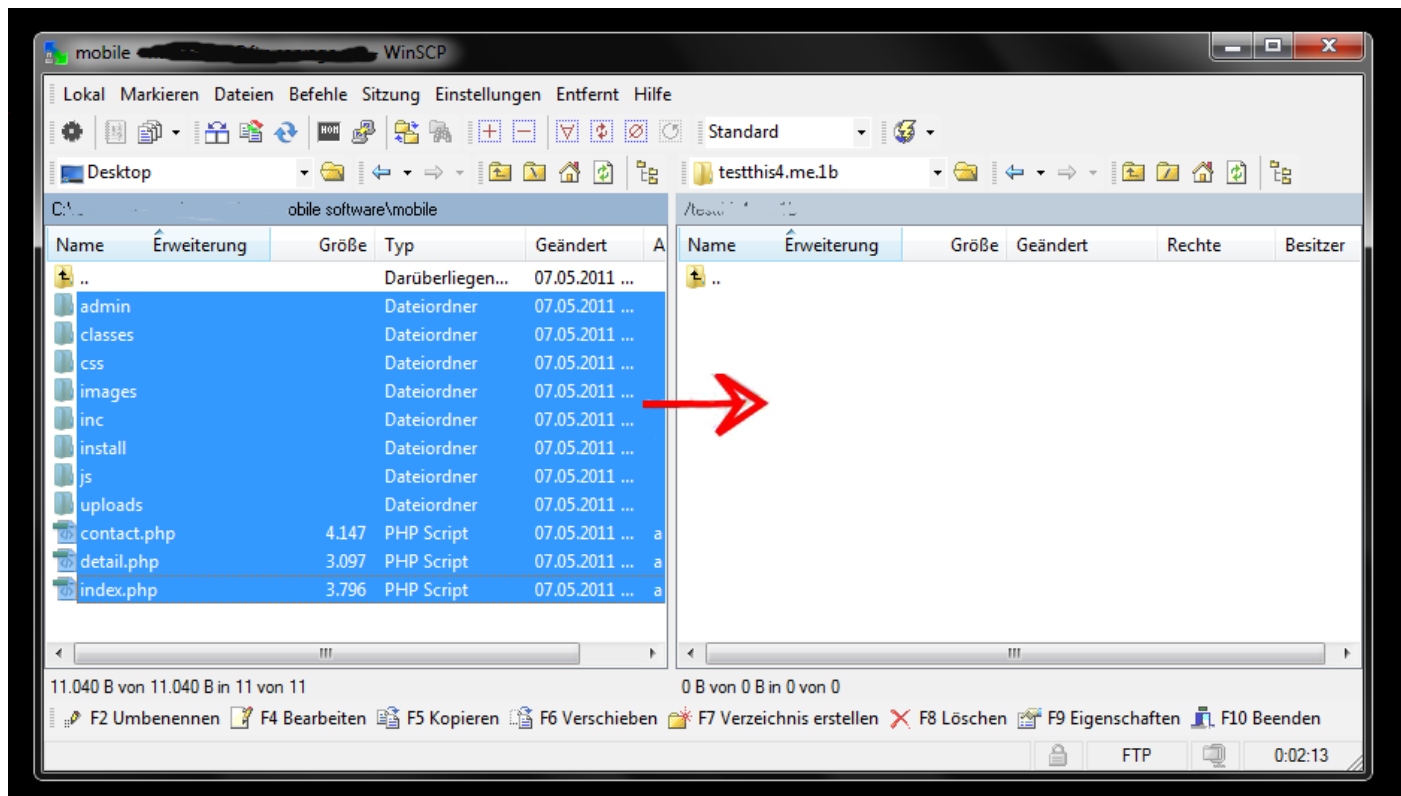 mobile WinSCP
Lokal Markieren Dateien Befehle Sitzung Einstellungen Entfernt Hilfe
Standard
Desktop testthis4.me.1b
C:\ obile software\mobile
Name Erweiterung Größe Typ Geändert A Name Erweiterung Größe Geändert Rechte Besitzer
.. Darüberliegen... 07.05.2011 ... ..
admin Dateiordner 07.05.2011 ...
classes Dateiordner 07.05.2011 ...
css Dateiordner 07.05.2011 ...
images Dateiordner 07.05.2011 ...
inc Dateiordner 07.05.2011 ...
install Dateiordner 07.05.2011 ...
js Dateiordner 07.05.2011 ...
uploads Dateiordner 07.05.2011 ...
contact.php 4.147 PHP Script 07.05.2011 ... a
detail.php 3.097 PHP Script 07.05.2011 ... a
index.php 3.796 PHP Script 07.05.2011 ... a
11.040 B von 11.040 B in 11 von 11 0 B von 0 B in 0 von 0
F2 Umbenennen F4 Bearbeiten F5 Kopieren F6 Verschieben F7 Verzeichnis erstellen F8 Löschen F9 Eigenschaften F10 Beenden
FTP 0:02:13